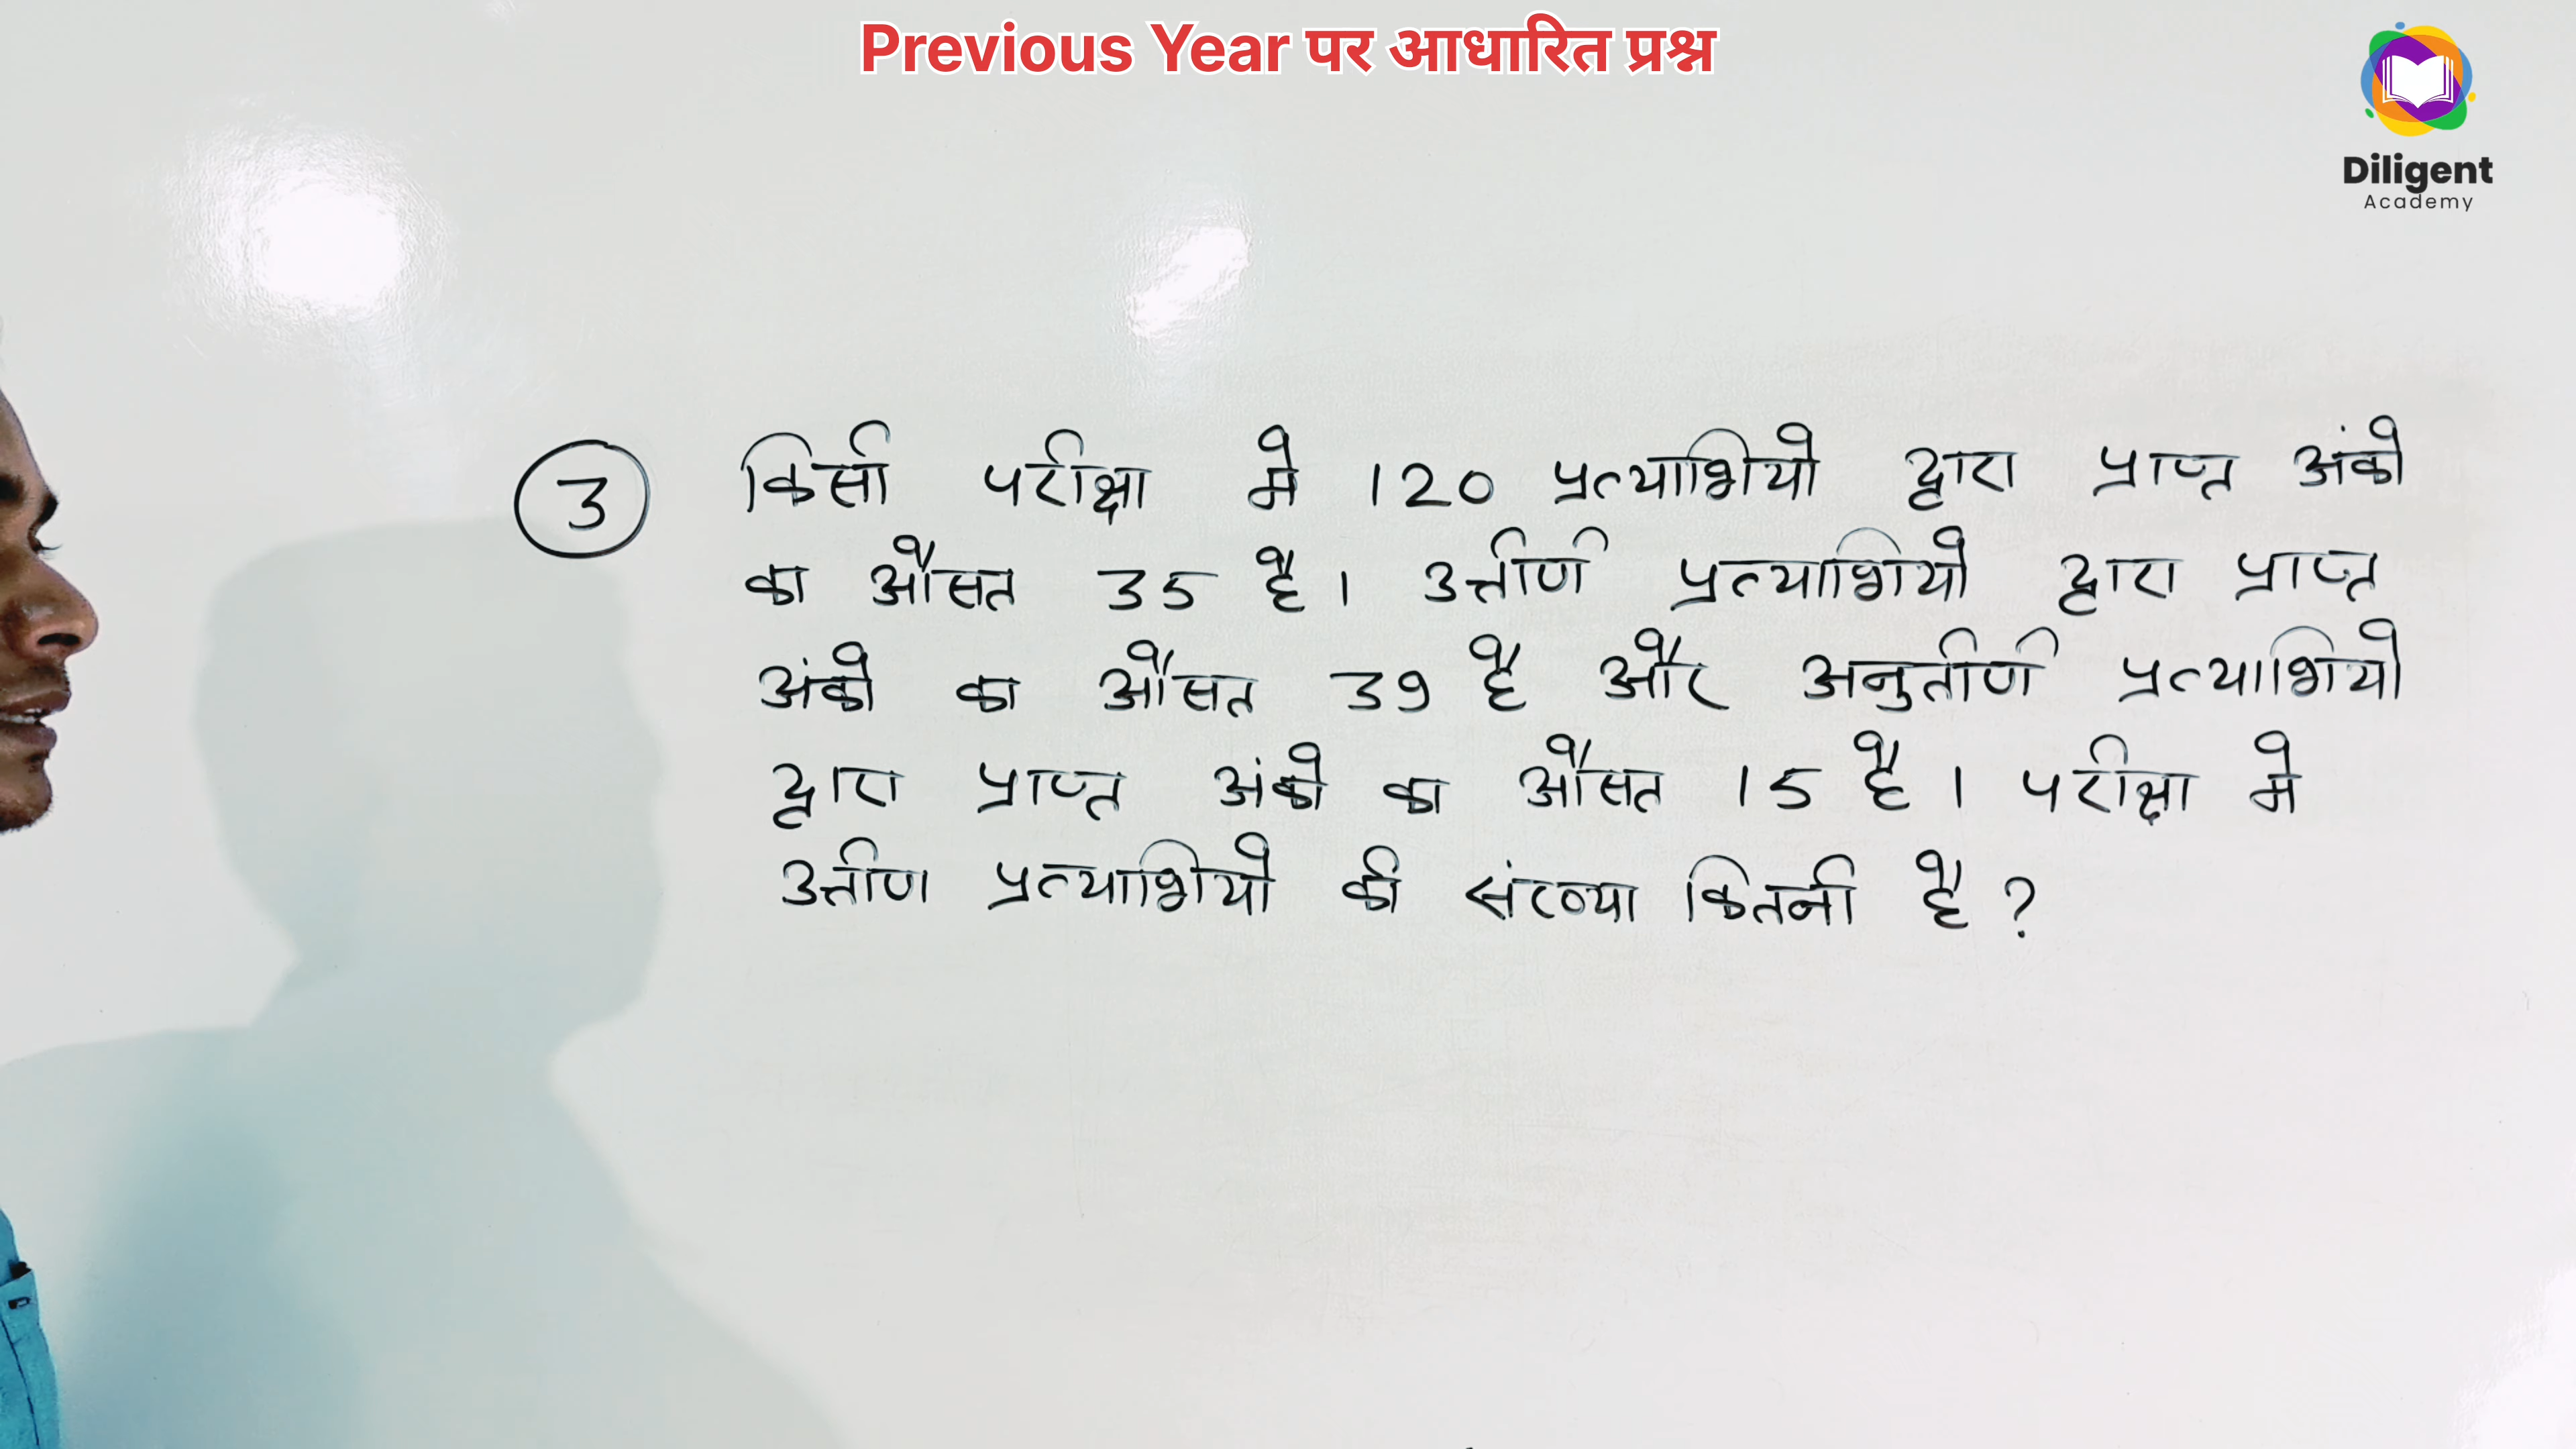 Previous Year पर आधारित प्रश्न
Diligent
Academy
3 किसी परीक्षा मे 120 प्रत्याशियो द्वारा प्राप्त अंको
का औसत 35 है। उत्तीर्ण प्रत्याशियो द्वारा प्राप्त
अंको का औसत 39 है और अनुतीर्ण प्रत्याशियो
द्वारा प्राप्त अंको का औसत 15 है। परीक्षा मे
उत्तीण प्रत्याशियो की संख्या कितनी है?